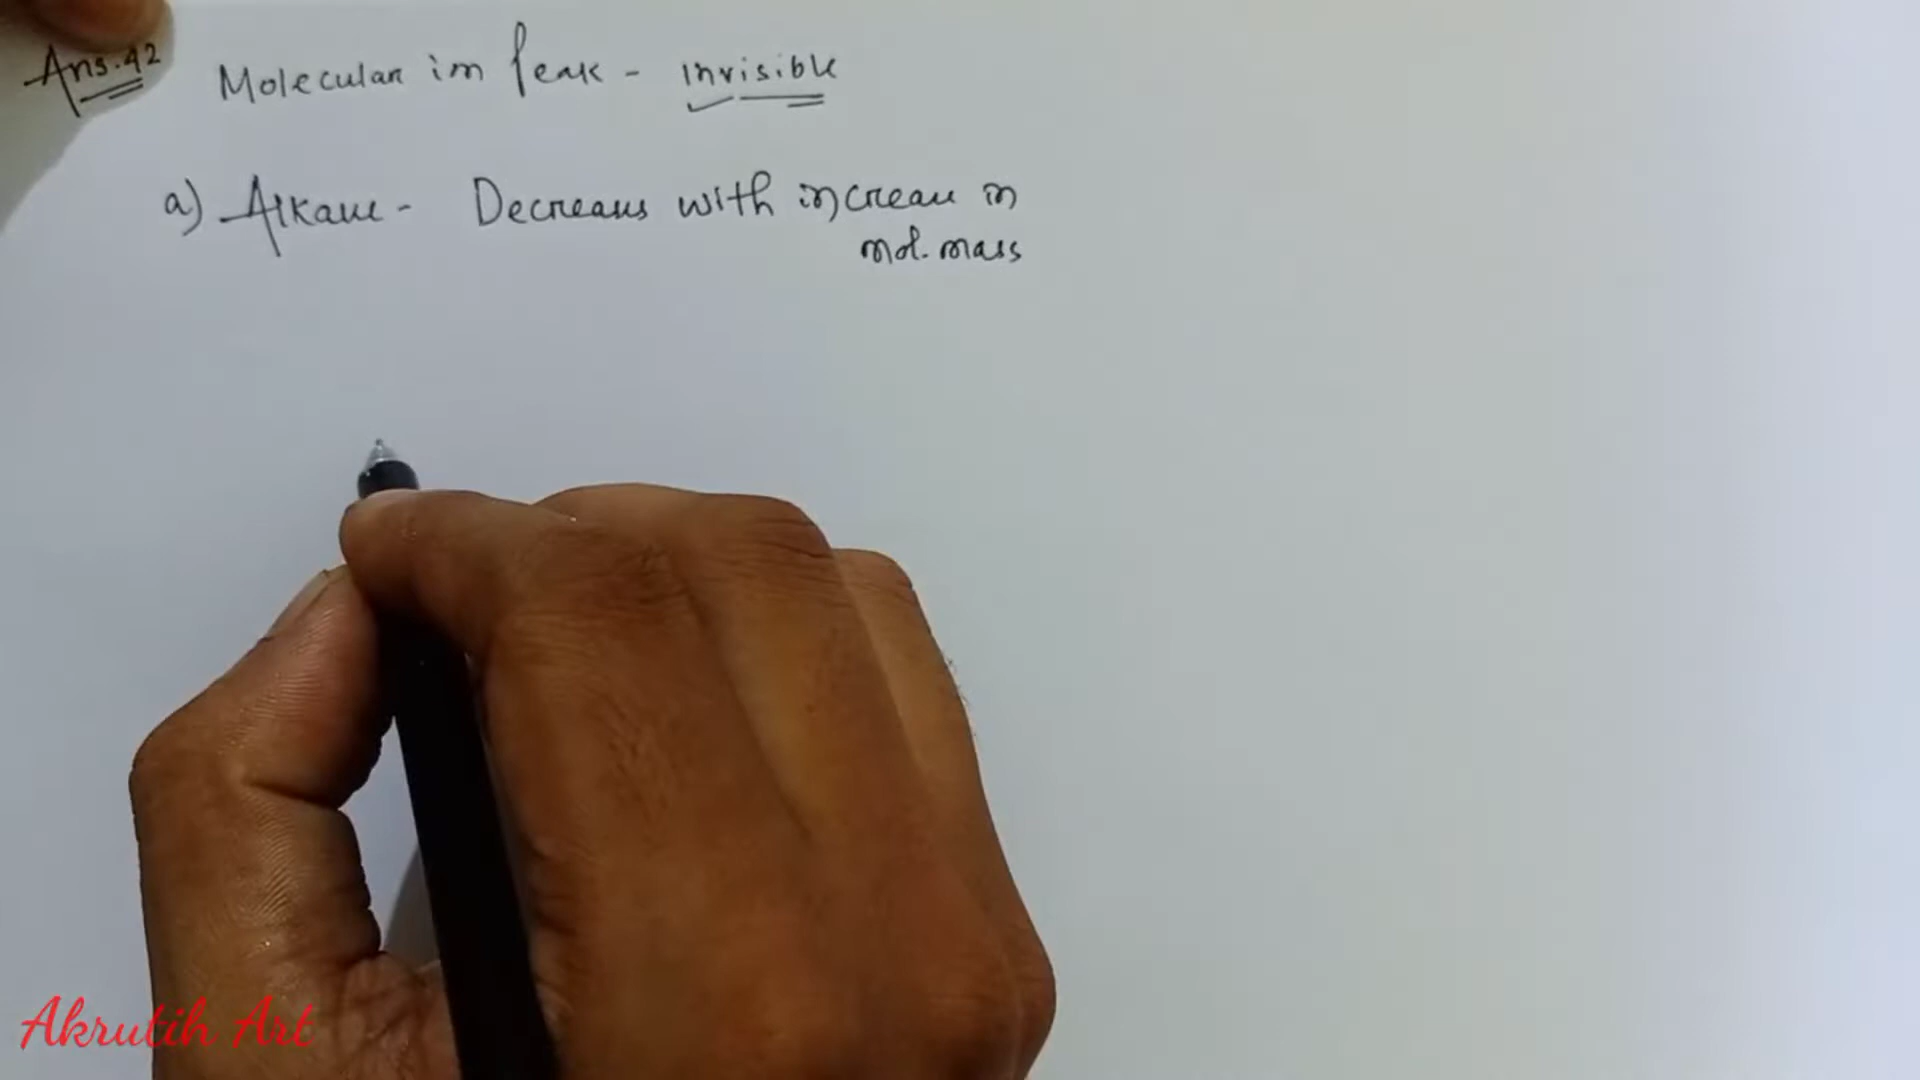 Ans.42 Molecular ion Peak - invisible
a) Alkane - Decreases with increase in
mol. mass
Akrutih Art